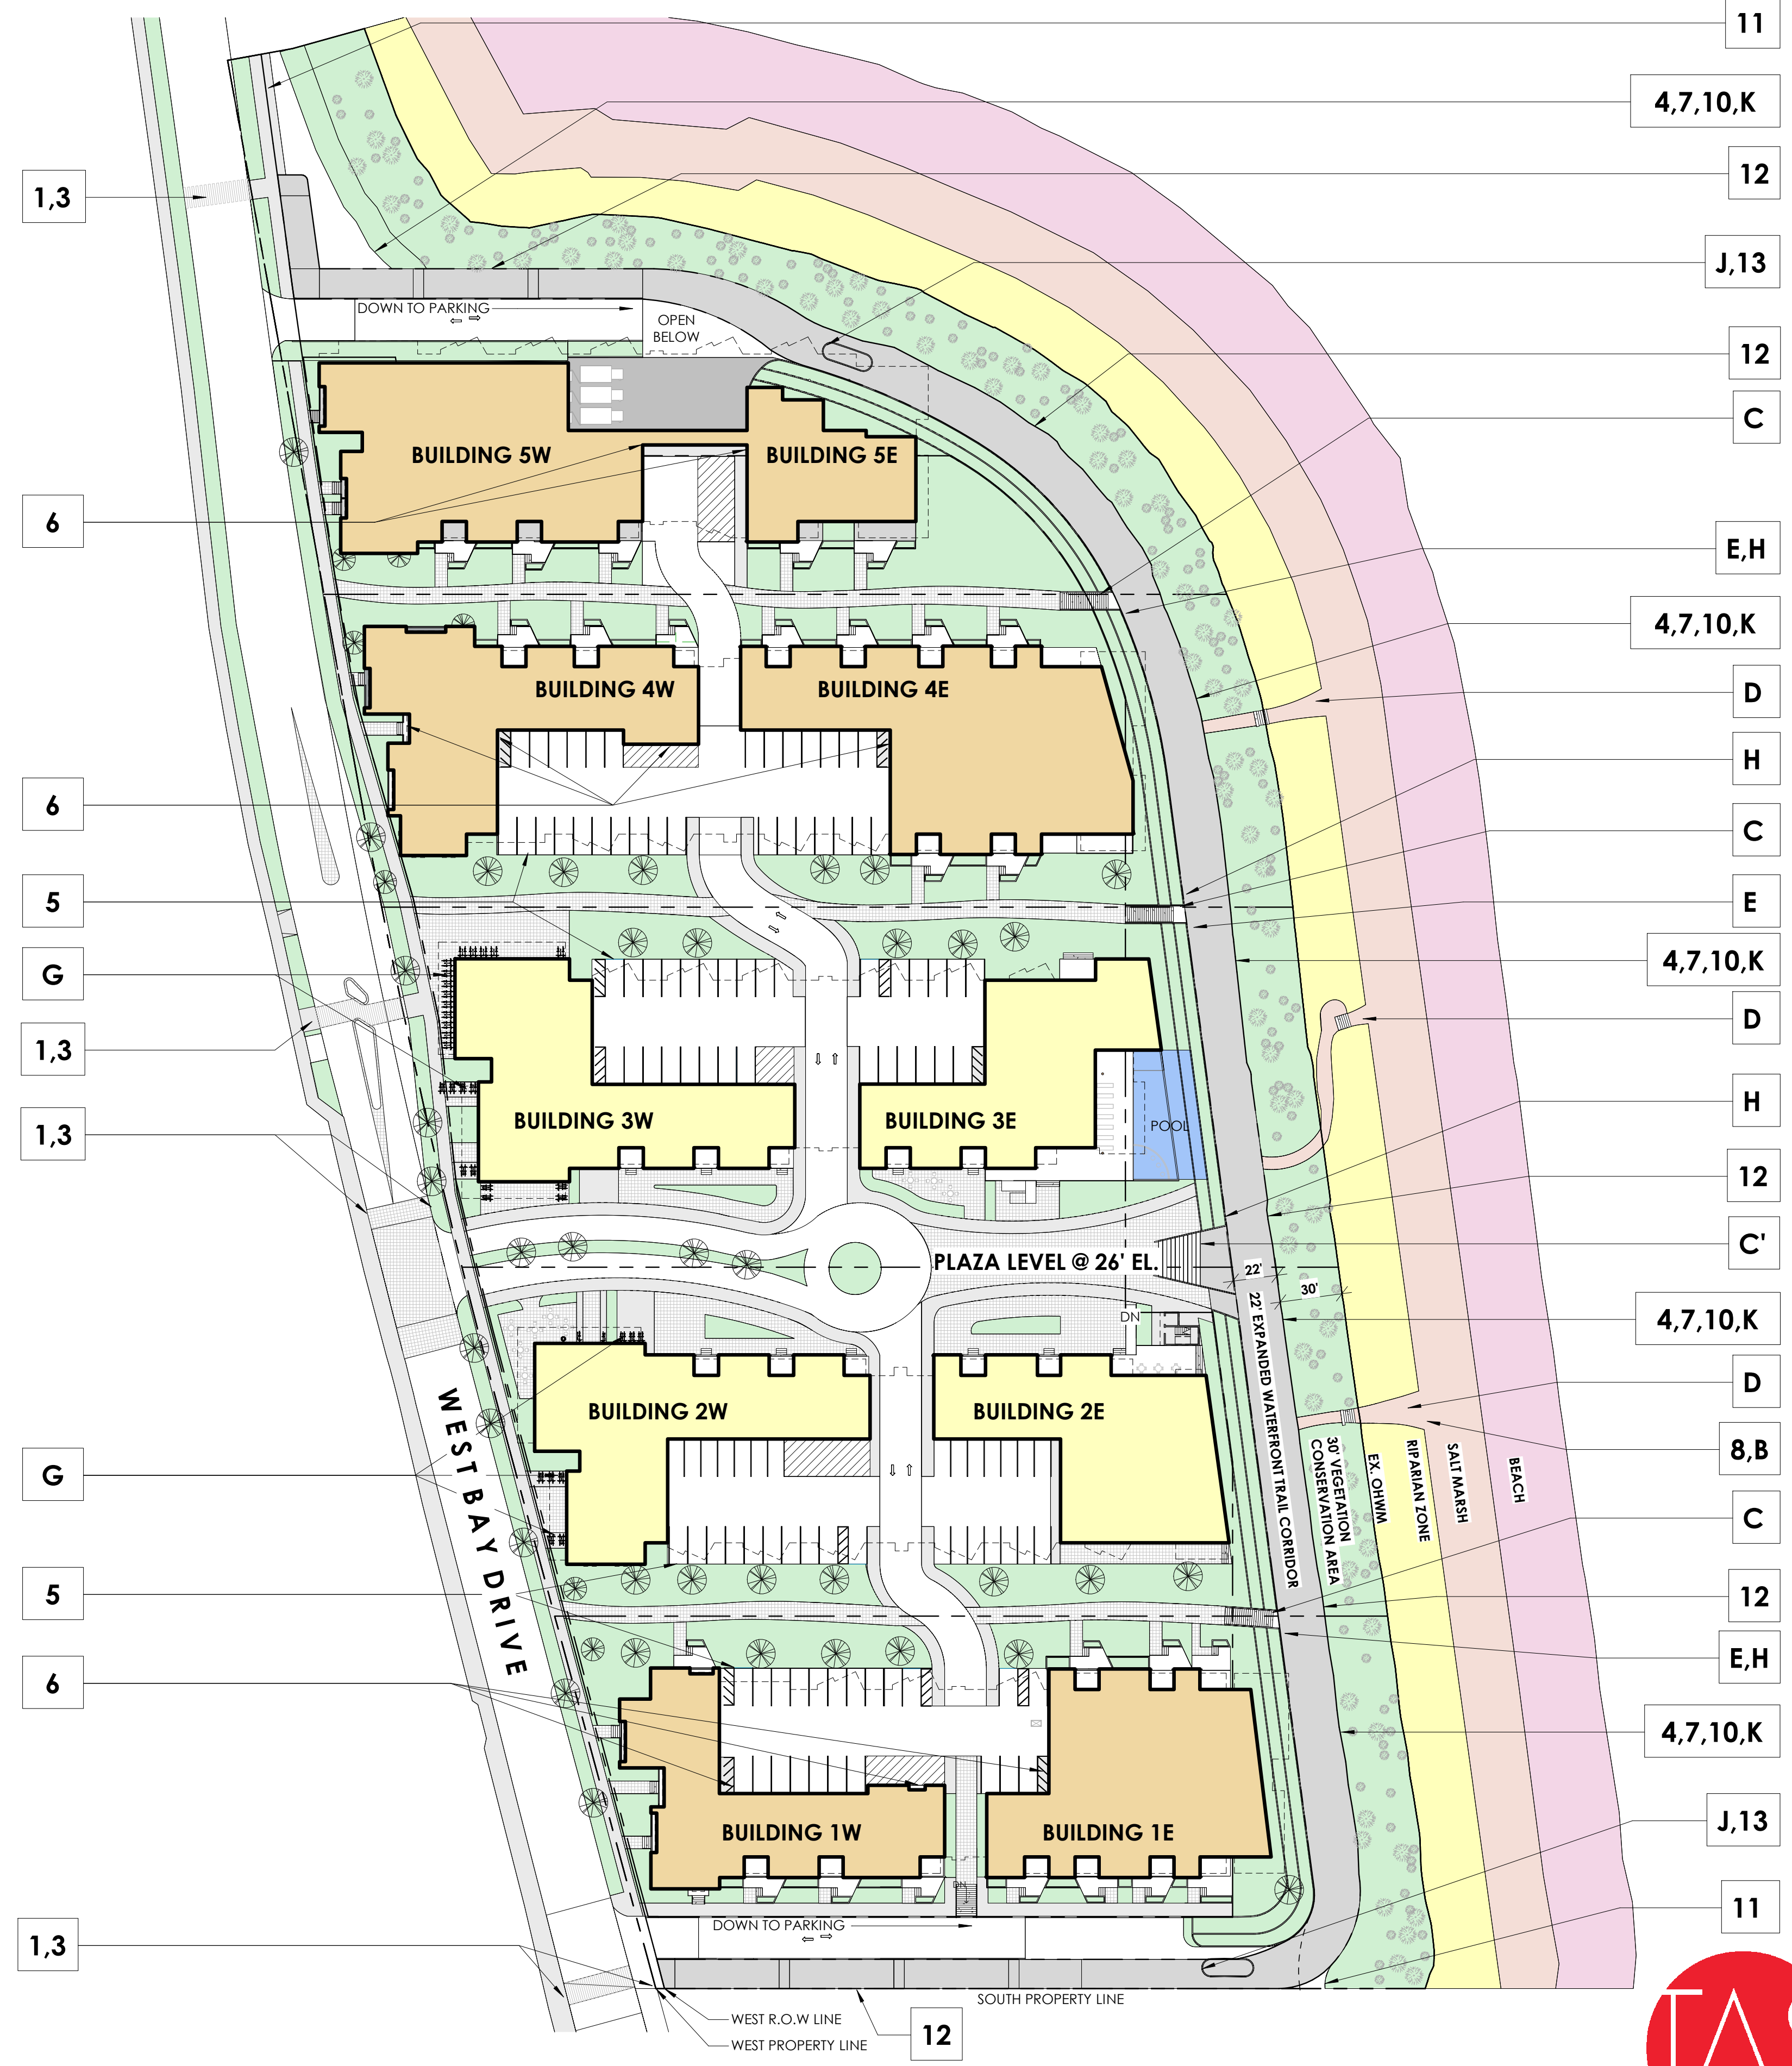 11
4,7,10,K
12
1,3
J,13
DOWN TO PARKING
OPEN
BELOW
12
C
BUILDING 5W
BUILDING 5E
6
E,H
4,7,10,K
BUILDING 4W
BUILDING 4E
D
H
6
C
5
E
G
4,7,10,K
D
1,3
H
BUILDING 3W
BUILDING 3E
POOL
1,3
12
C'
PLAZA LEVEL @ 26' EL.
22'
30'
DN
4,7,10,K
22' EXPANDED WATERFRONT TRAIL CORRIDOR
D
BUILDING 2W
BUILDING 2E
WEST BAY DRIVE
8,B
30' VEGETATION
CONSERVATION AREA
EX. OHWM
RIPARIAN ZONE
SALT MARSH
BEACH
G
C
5
12
E,H
6
4,7,10,K
BUILDING 1W
BUILDING 1E
J,13
DN
11
DOWN TO PARKING
1,3
SOUTH PROPERTY LINE
WEST R.O.W LINE
12
WEST PROPERTY LINE